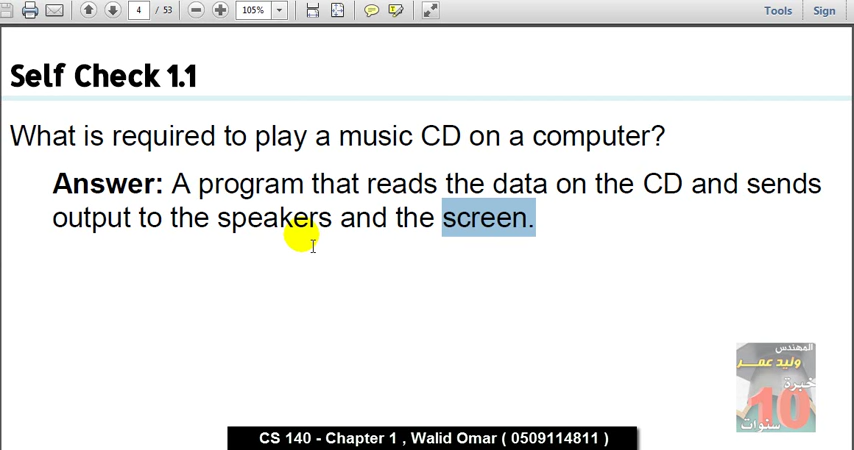 4 / 53 105% Tools Sign
Self Check 1.1
What is required to play a music CD on a computer?
Answer: A program that reads the data on the CD and sends
output to the speakers and the screen.
المهندس
وليد عمر
خبرة
10
سنوات
CS 140 - Chapter 1 , Walid Omar ( 0509114811 )